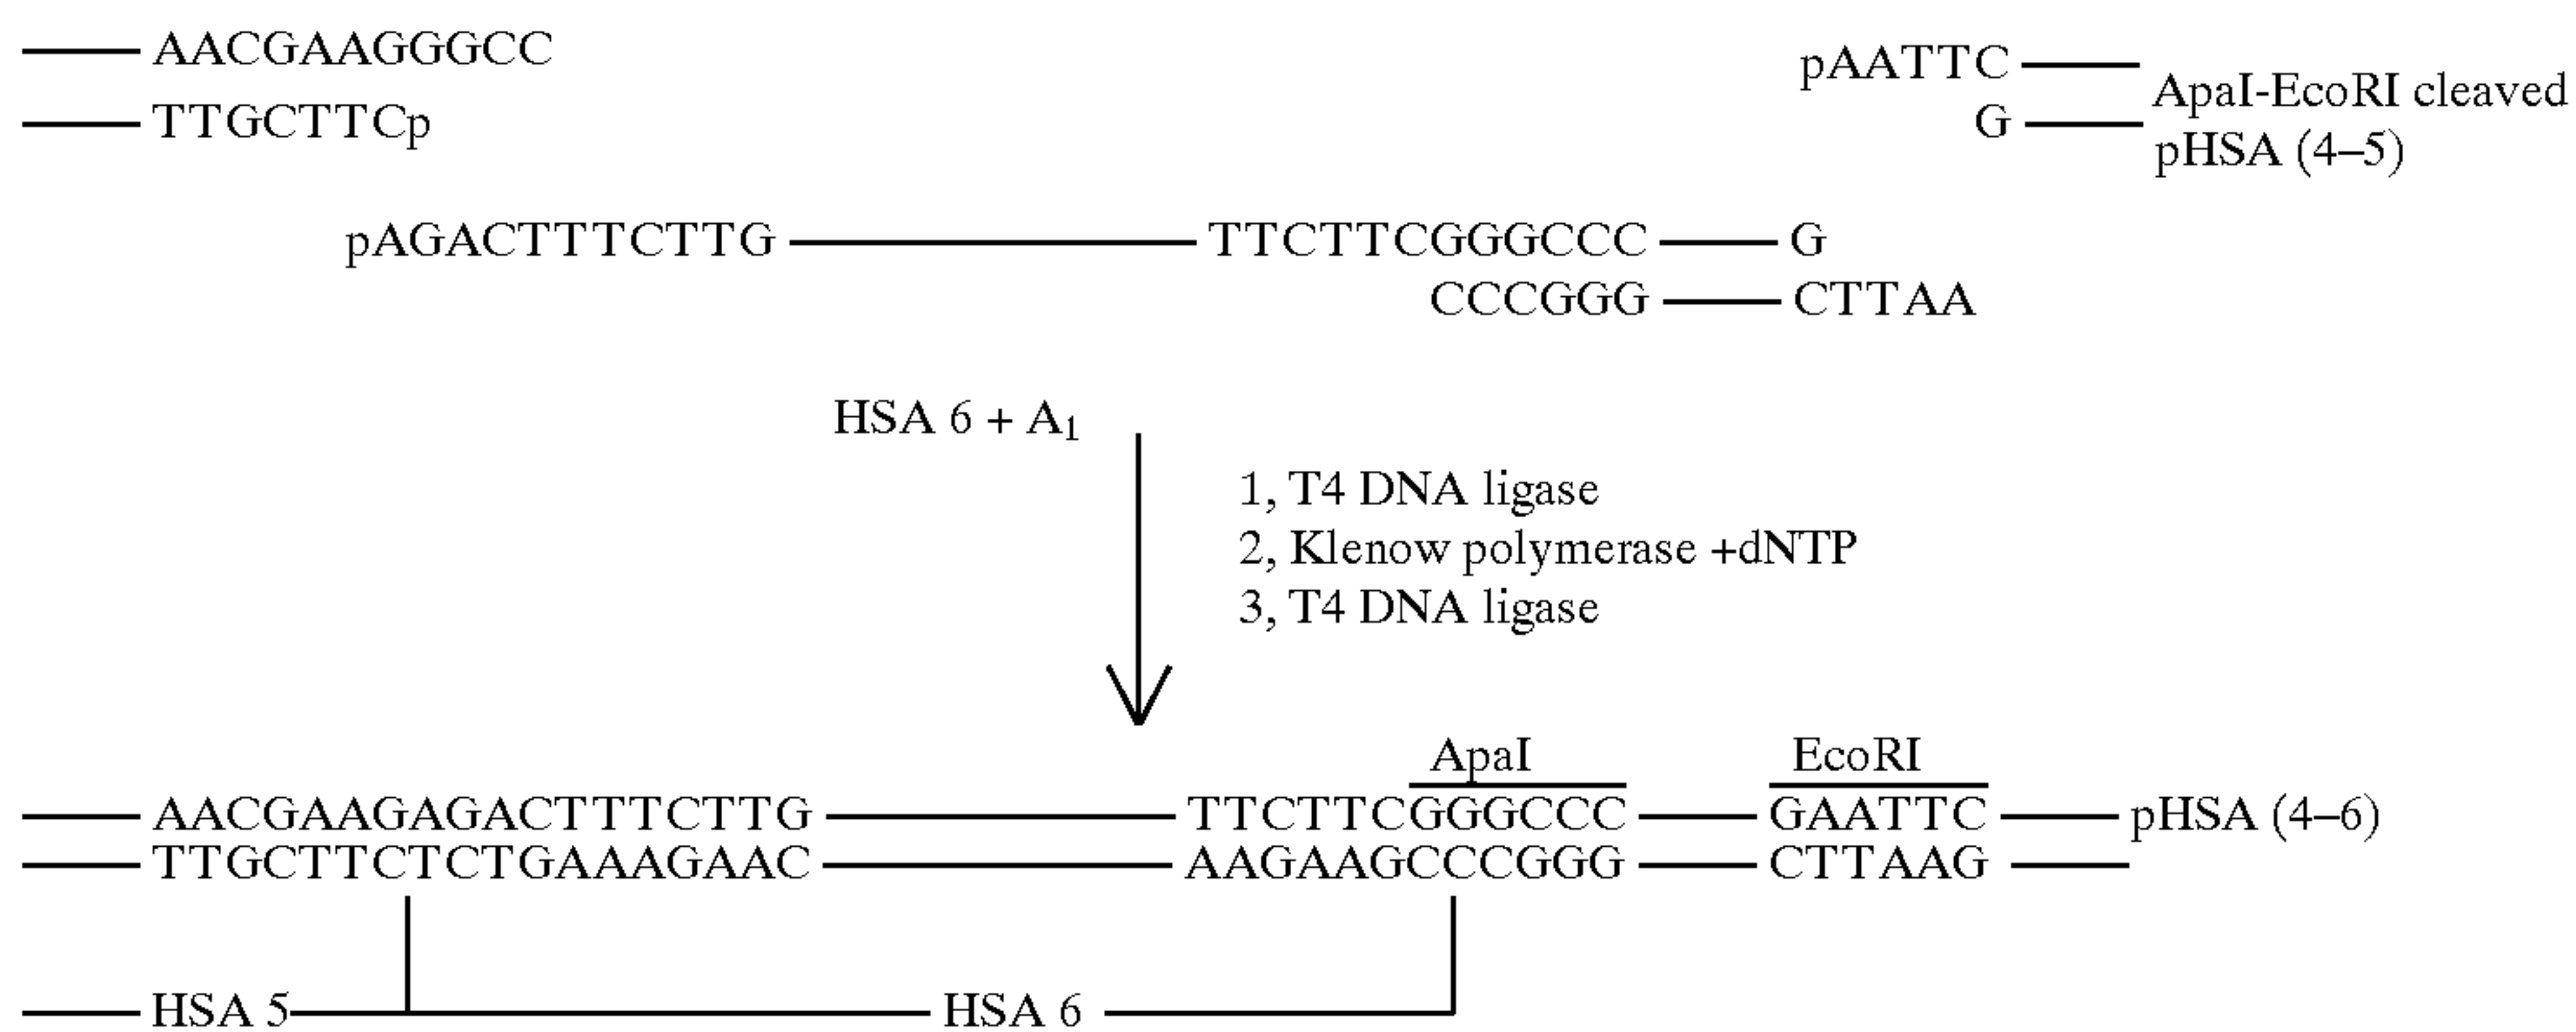 AACGAAGGGCC
pAATTC
ApaI-EcoRI cleaved
TTGCTTCp
G
pHSA (4–5)
pAGACTTTCTTG TTCTTCGGGCCC G
CCCGGG CTTAA
HSA 6 + A1
1, T4 DNA ligase
2, Klenow polymerase +dNTP
3, T4 DNA ligase
ApaI EcoRI
AACGAAGAGACTTTCTTG TTCTTCGGGCCC GAATTC pHSA (4–6)
TTGCTTCTCTGAAAGAAC AAGAAGCCCGGG CTTAAG
HSA 5 HSA 6